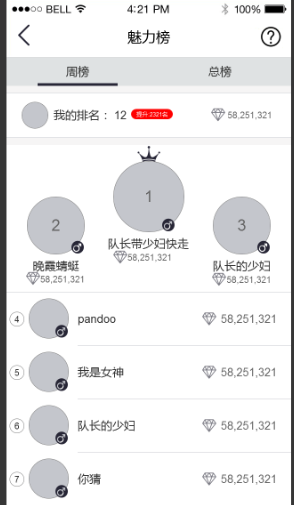 BELL 4:21 PM 100%
魅力榜 ?
周榜 总榜
我的排名： 12 提升2321名 58,251,321
1
队长带少妇快走
58,251,321
2
晚霞蜻蜓
58,251,321
3
队长的少妇
58,251,321
4 pandoo 58,251,321
5 我是女神 58,251,321
6 队长的少妇 58,251,321
7 你猜 58,251,321